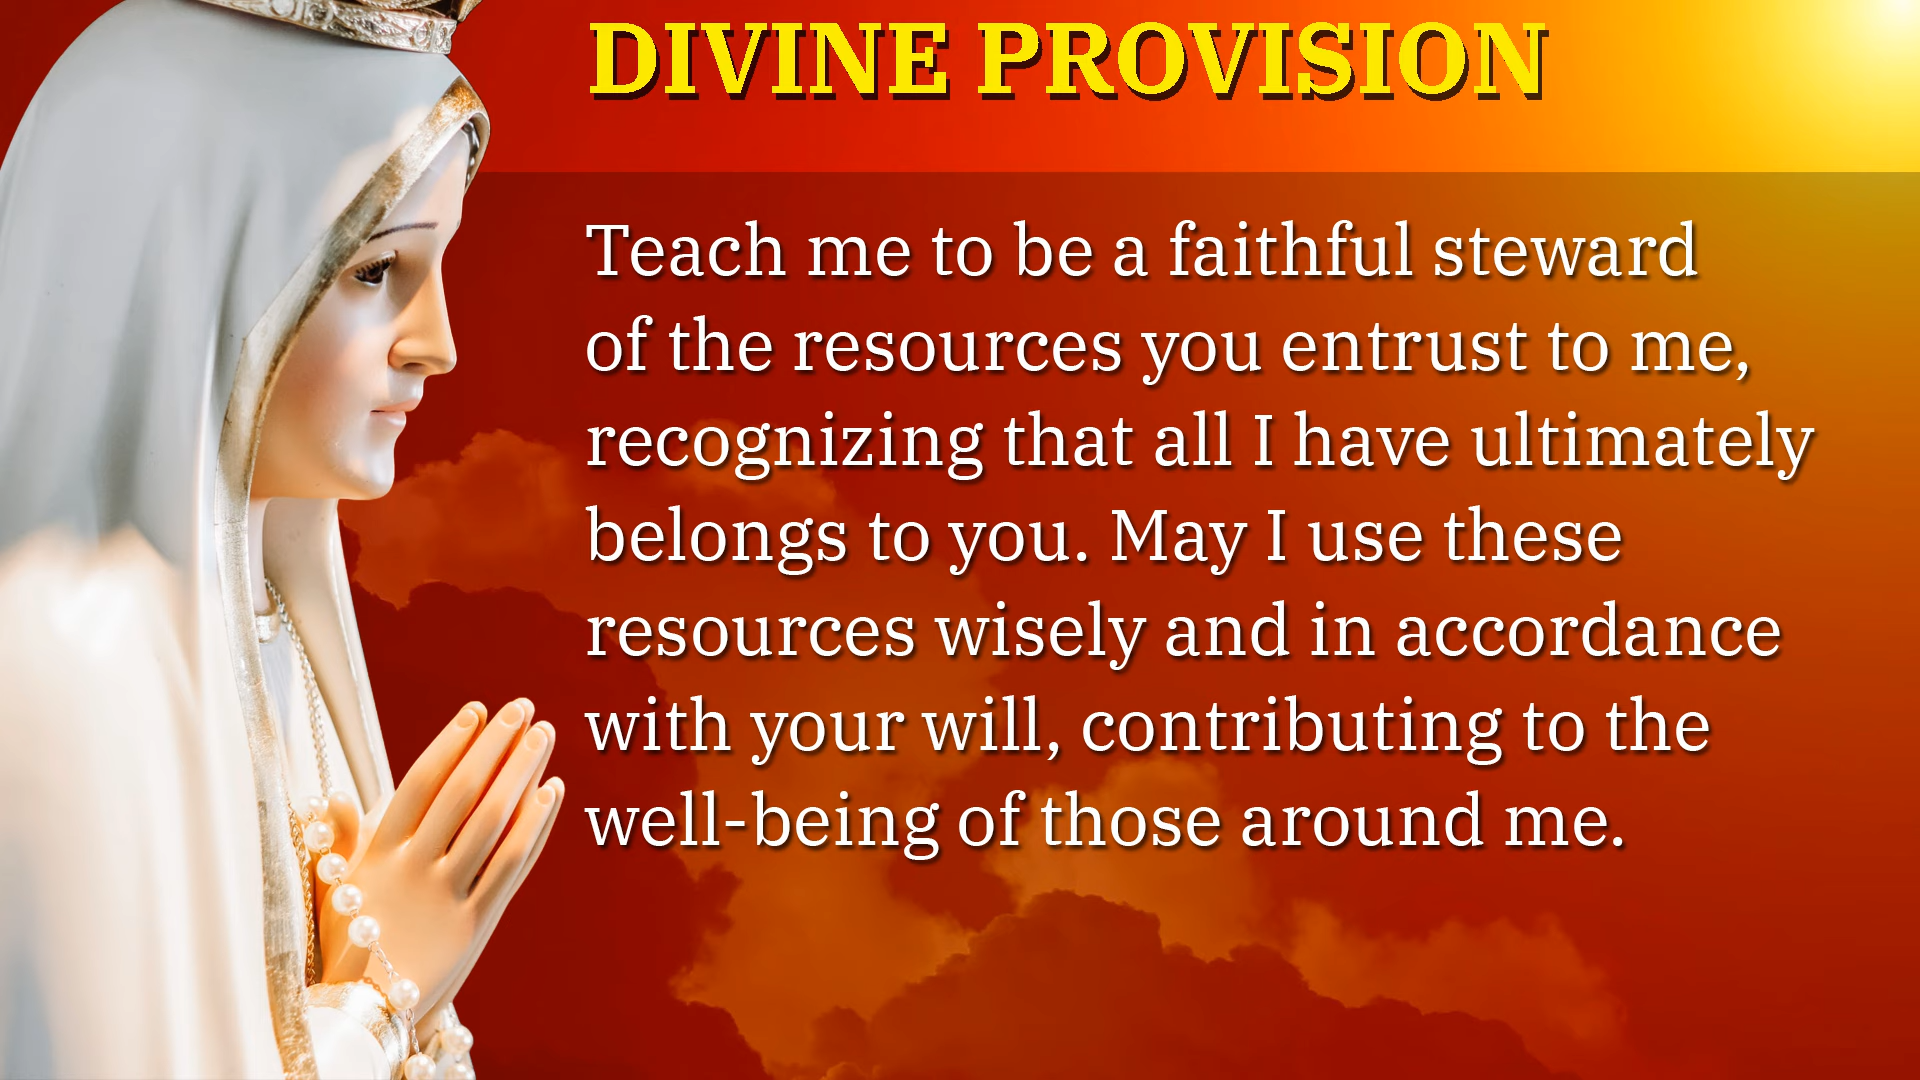 DIVINE PROVISION
Teach me to be a faithful steward
of the resources you entrust to me,
recognizing that all I have ultimately
belongs to you. May I use these
resources wisely and in accordance
with your will, contributing to the
well-being of those around me.